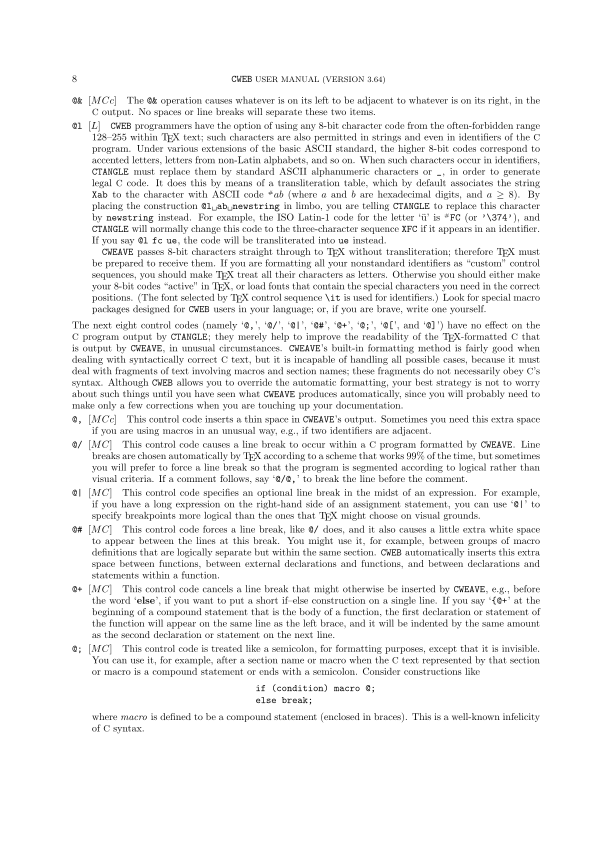 8 CWEB USER MANUAL (VERSION 3.64)
@& [MCc] The @& operation causes whatever is on its left to be adjacent to whatever is on its right, in the
C output. No spaces or line breaks will separate these two items.
@l [L] CWEB programmers have the option of using any 8-bit character code from the often-forbidden range
128–255 within TEX text; such characters are also permitted in strings and even in identifiers of the C
program. Under various extensions of the basic ASCII standard, the higher 8-bit codes correspond to
accented letters, letters from non-Latin alphabets, and so on. When such characters occur in identifiers,
CTANGLE must replace them by standard ASCII alphanumeric characters or _, in order to generate
legal C code. It does this by means of a transliteration table, which by default associates the string
Xab to the character with ASCII code "ab (where a and b are hexadecimal digits, and a ≥ 8). By
placing the construction @l␣ab␣newstring in limbo, you are telling CTANGLE to replace this character
by newstring instead. For example, the ISO Latin-1 code for the letter ‘ü’ is "FC (or '\374'), and
CTANGLE will normally change this code to the three-character sequence XFC if it appears in an identifier.
If you say @l fc ue, the code will be transliterated into ue instead.
CWEAVE passes 8-bit characters straight through to TEX without transliteration; therefore TEX must
be prepared to receive them. If you are formatting all your nonstandard identifiers as “custom” control
sequences, you should make TEX treat all their characters as letters. Otherwise you should either make
your 8-bit codes “active” in TEX, or load fonts that contain the special characters you need in the correct
positions. (The font selected by TEX control sequence \it is used for identifiers.) Look for special macro
packages designed for CWEB users in your language; or, if you are brave, write one yourself.
The next eight control codes (namely ‘@,’, ‘@/’, ‘@|’, ‘@#’, ‘@+’, ‘@;’, ‘@[’, and ‘@]’) have no effect on the
C program output by CTANGLE; they merely help to improve the readability of the TEX-formatted C that
is output by CWEAVE, in unusual circumstances. CWEAVE’s built-in formatting method is fairly good when
dealing with syntactically correct C text, but it is incapable of handling all possible cases, because it must
deal with fragments of text involving macros and section names; these fragments do not necessarily obey C’s
syntax. Although CWEB allows you to override the automatic formatting, your best strategy is not to worry
about such things until you have seen what CWEAVE produces automatically, since you will probably need to
make only a few corrections when you are touching up your documentation.
@, [MCc] This control code inserts a thin space in CWEAVE’s output. Sometimes you need this extra space
if you are using macros in an unusual way, e.g., if two identifiers are adjacent.
@/ [MC] This control code causes a line break to occur within a C program formatted by CWEAVE. Line
breaks are chosen automatically by TEX according to a scheme that works 99% of the time, but sometimes
you will prefer to force a line break so that the program is segmented according to logical rather than
visual criteria. If a comment follows, say ‘@/@,’ to break the line before the comment.
@| [MC] This control code specifies an optional line break in the midst of an expression. For example,
if you have a long expression on the right-hand side of an assignment statement, you can use ‘@|’ to
specify breakpoints more logical than the ones that TEX might choose on visual grounds.
@# [MC] This control code forces a line break, like @/ does, and it also causes a little extra white space
to appear between the lines at this break. You might use it, for example, between groups of macro
definitions that are logically separate but within the same section. CWEB automatically inserts this extra
space between functions, between external declarations and functions, and between declarations and
statements within a function.
@+ [MC] This control code cancels a line break that might otherwise be inserted by CWEAVE, e.g., before
the word ‘else’, if you want to put a short if–else construction on a single line. If you say ‘{@+’ at the
beginning of a compound statement that is the body of a function, the first declaration or statement of
the function will appear on the same line as the left brace, and it will be indented by the same amount
as the second declaration or statement on the next line.
@; [MC] This control code is treated like a semicolon, for formatting purposes, except that it is invisible.
You can use it, for example, after a section name or macro when the C text represented by that section
or macro is a compound statement or ends with a semicolon. Consider constructions like
if (condition) macro @;
else break;
where macro is defined to be a compound statement (enclosed in braces). This is a well-known infelicity
of C syntax.